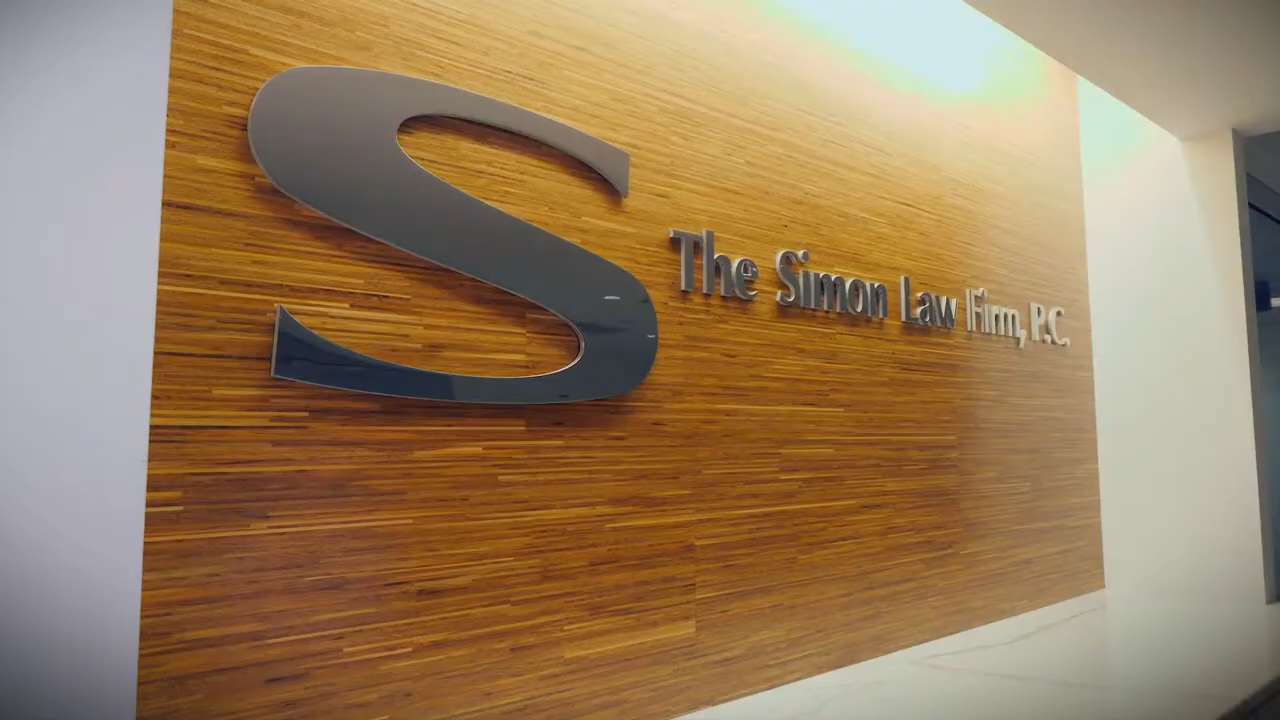 S
The Simon Law Firm, P.C.